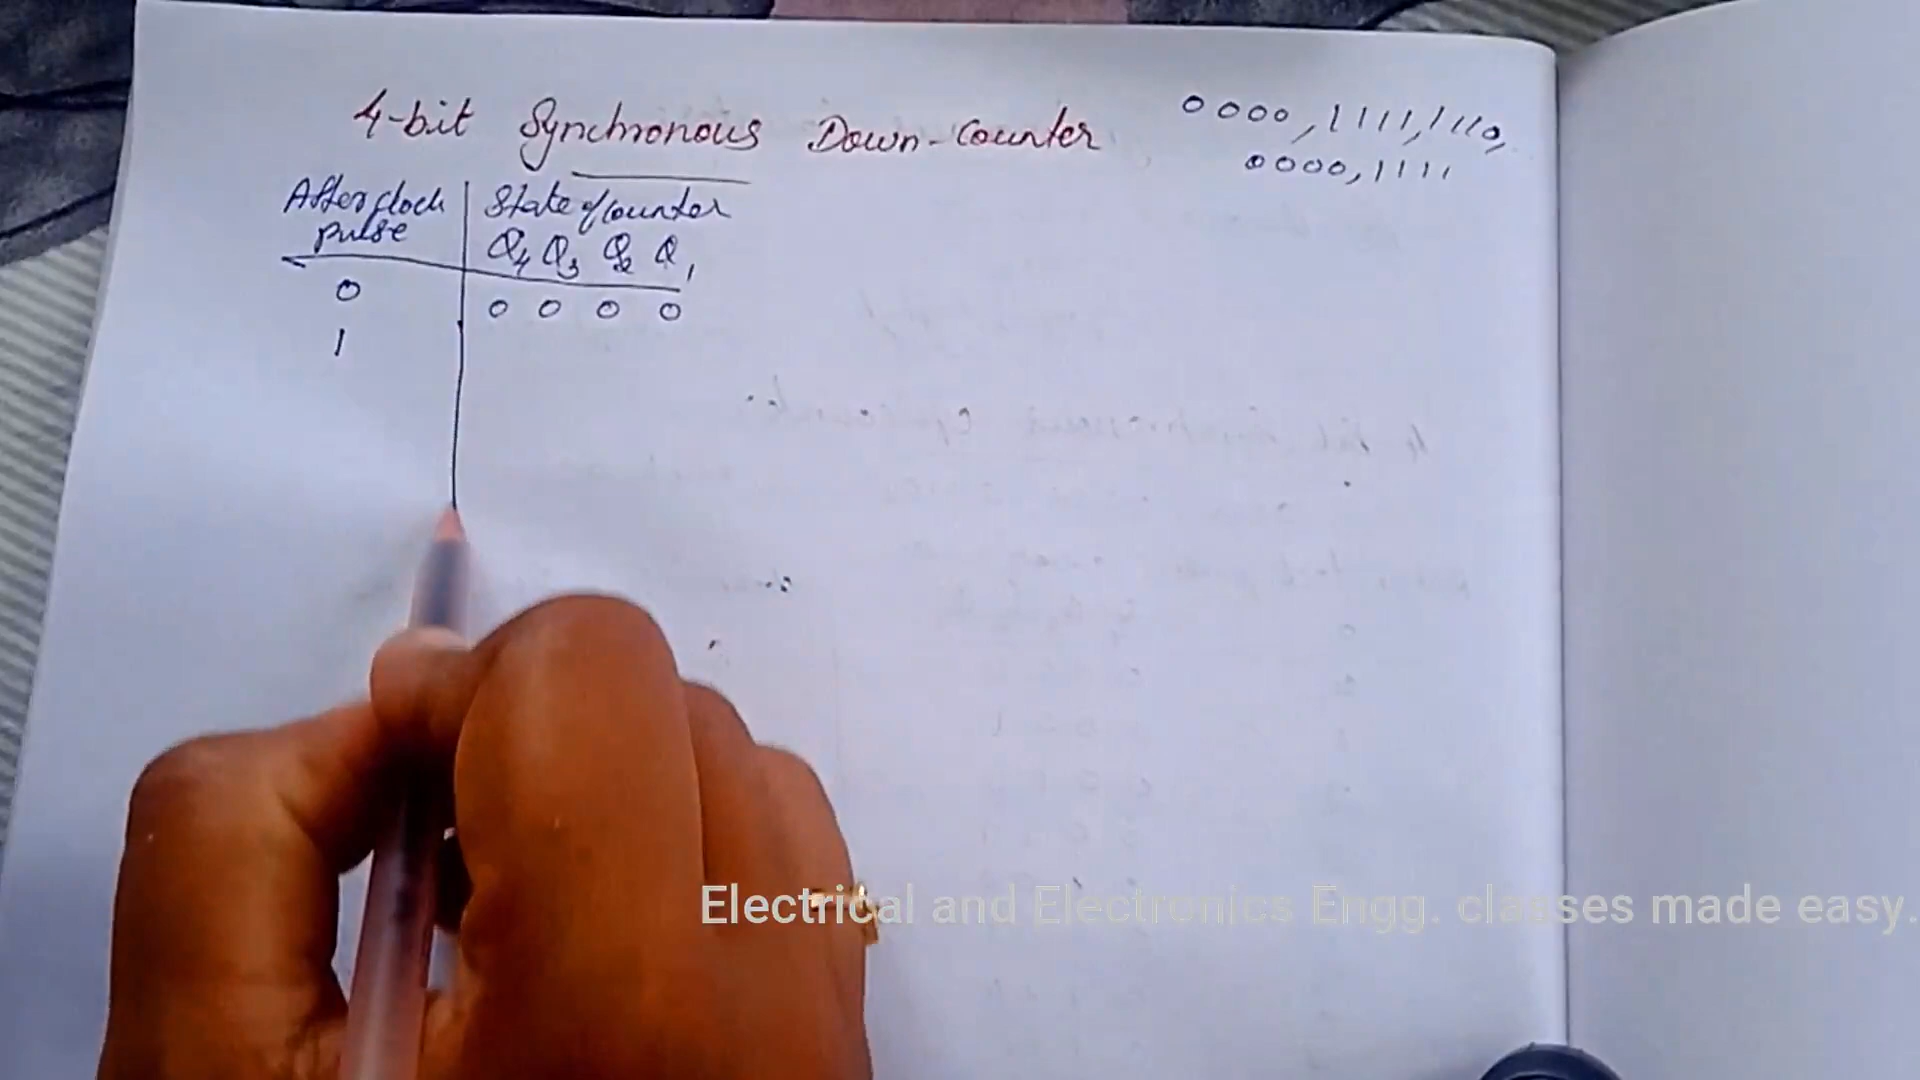 4-bit Synchronous Down-Counter
0000, 1111, 1110,
0000, 1111
After clock pulse
State of counter
Q4 Q3 Q2 Q1
0 0 0 0 0
1
Electrical and Electronics Engg. classes made easy.